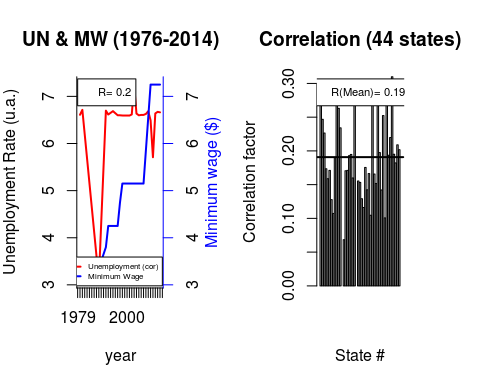 UN & MW (1976-2014)
Correlation (44 states)
R= 0.2
R(Mean)= 0.19
Unemployment Rate (u.a.)
7
6
5
4
3
7
6
5
4
3
Minimum wage ($)
Correlation factor
0.30
0.20
0.10
0.00
Unemployment (cor)
Minimum Wage
1979 2000
year
State #